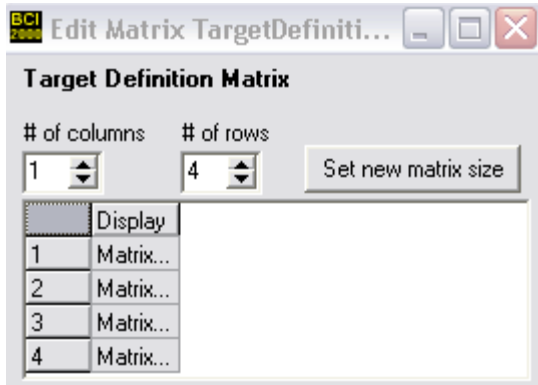 BCI 2000 Edit Matrix TargetDefiniti...
Target Definition Matrix
# of columns # of rows
1 4 Set new matrix size
Display
1 Matrix...
2 Matrix...
3 Matrix...
4 Matrix...